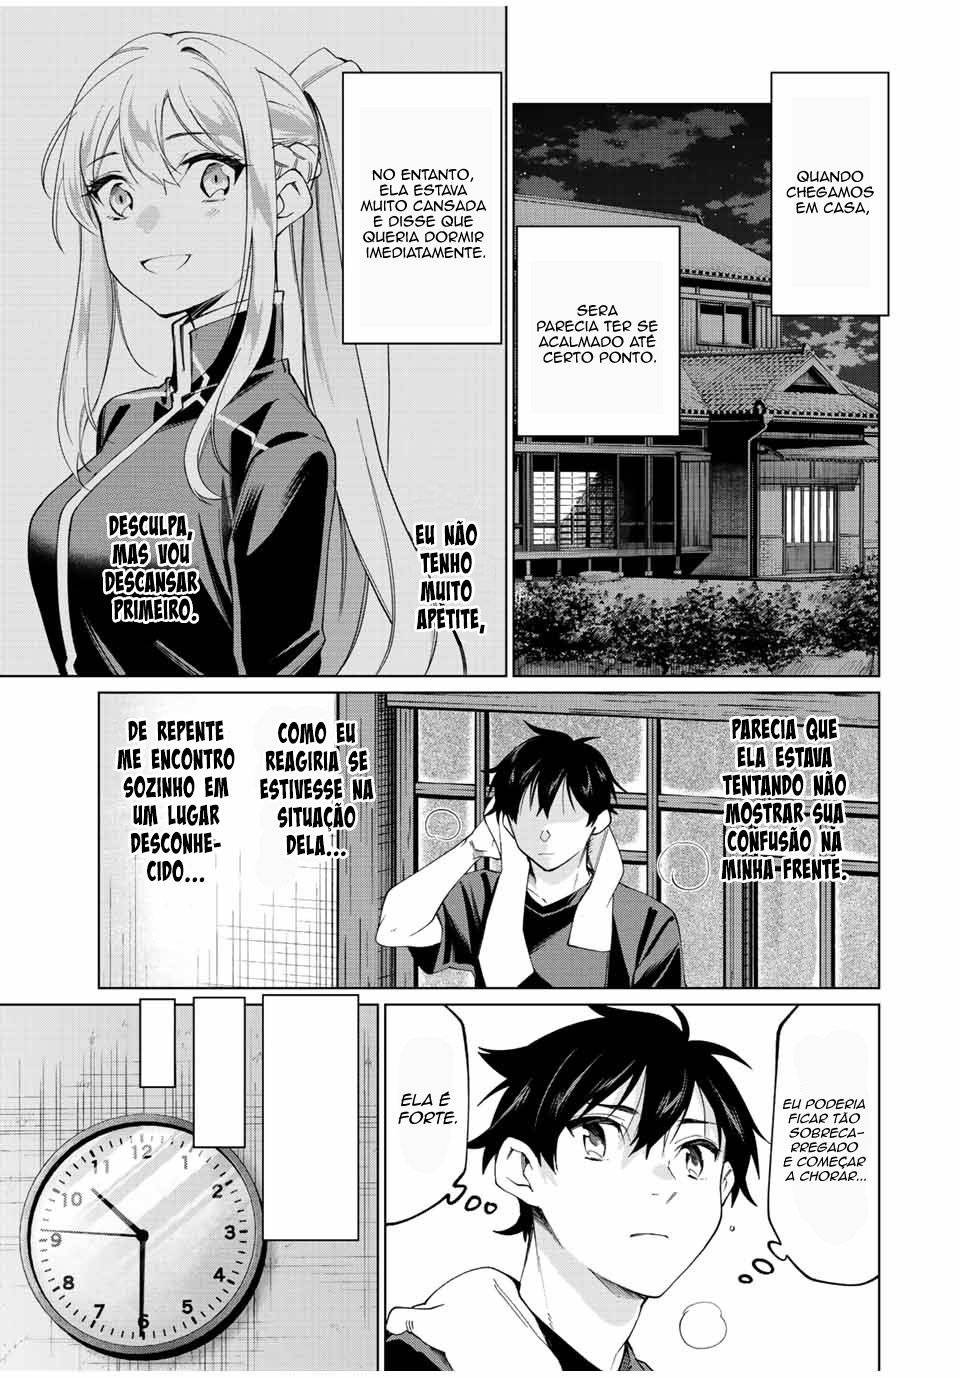 QUANDO
CHEGAMOS
EM CASA,
SERA
PARECIA TER SE
ACALMADO ATÉ
CERTO PONTO.
NO ENTANTO,
ELA ESTAVA
MUITO CANSADA
E DISSE QUE
QUERIA DORMIR
IMEDIATAMENTE.
EU NÃO
TENHO
MUITO
APETITE,
DESCULPA,
MAS VOU
DESCANSAR
PRIMEIRO.
PARECIA QUE
ELA ESTAVA
TENTANDO NÃO
MOSTRAR SUA
CONFUSÃO NA
MINHA FRENTE.
COMO EU
REAGIRIA SE
ESTIVESSE NA
SITUAÇÃO
DELA...
DE REPENTE
ME ENCONTRO
SOZINHO EM
UM LUGAR
DESCONHE-
CIDO...
EU PODERIA
FICAR TÃO
SOBRECA-
RREGADO
E COMEÇAR
A CHORAR...
ELA É
FORTE.
11
12
1
10
2
9
3
8
4
7
5
6